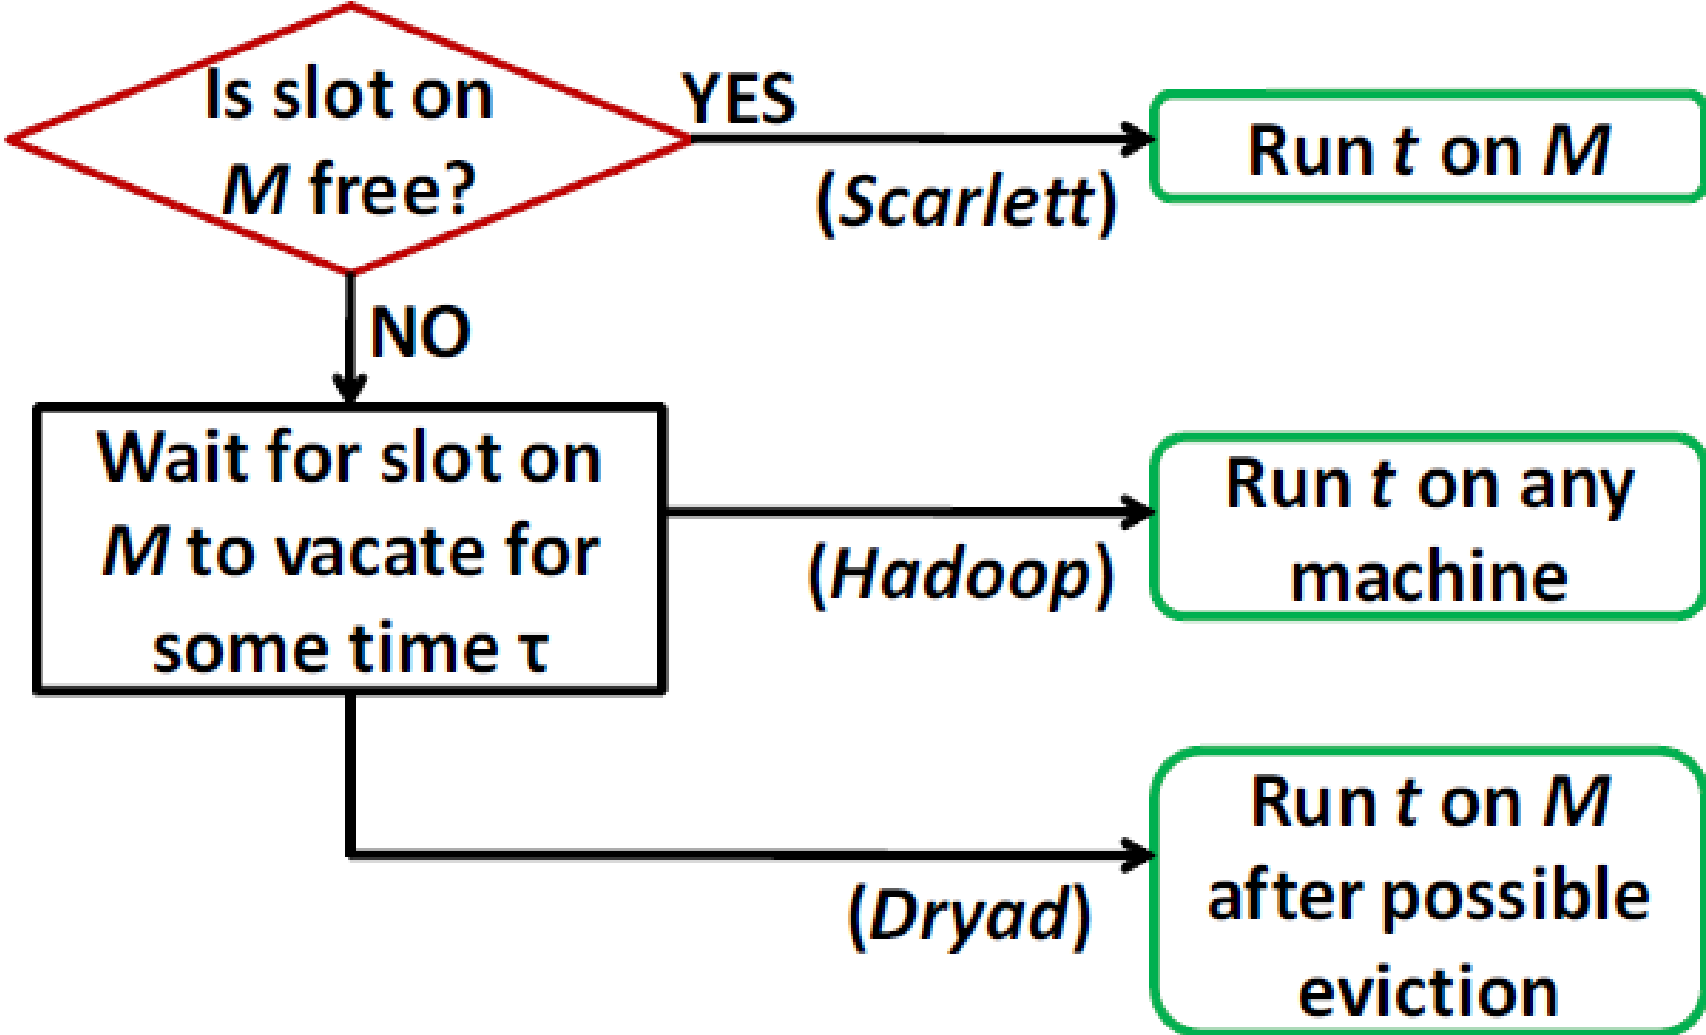 Is slot on
M free?
YES
(Scarlett)
Run t on M
NO
Wait for slot on
M to vacate for
some time τ
(Hadoop)
Run t on any
machine
(Dryad)
Run t on M
after possible
eviction